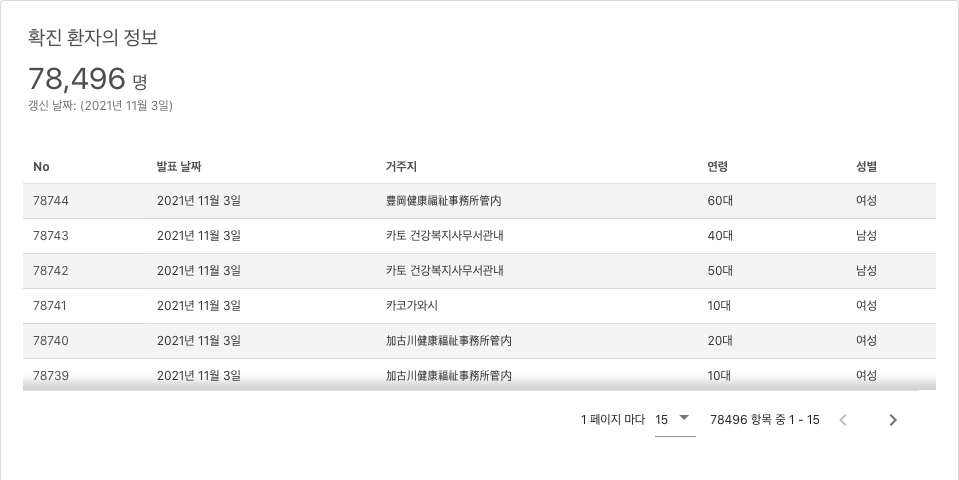 확진 환자의 정보
78,496 명
갱신 날짜: (2021년 11월 3일)
No 발표 날짜 거주지 연령 성별
78744 2021년 11월 3일 豊岡健康福祉事務所管内 60대 여성
78743 2021년 11월 3일 카토 건강복지사무서관내 40대 남성
78742 2021년 11월 3일 카토 건강복지사무서관내 50대 남성
78741 2021년 11월 3일 카코가와시 10대 여성
78740 2021년 11월 3일 加古川健康福祉事務所管内 20대 여성
78739 2021년 11월 3일 加古川健康福祉事務所管内 10대 여성
1 페이지 마다 15 78496 항목 중 1 - 15